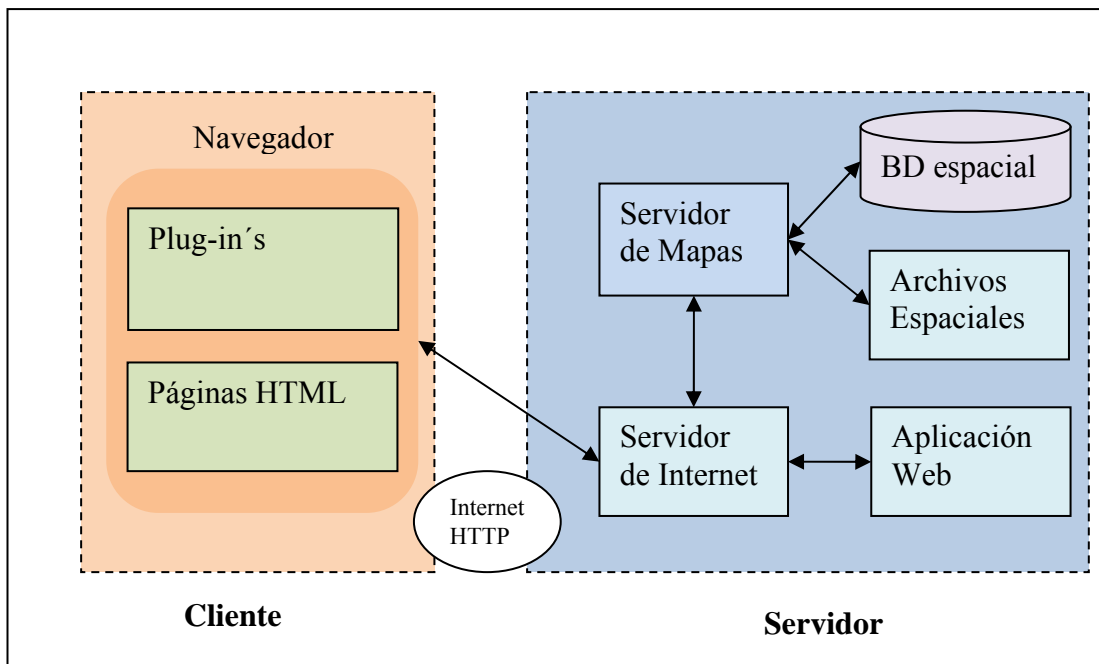 Navegador
Plug-in´s
Páginas HTML
Internet
HTTP
Cliente
BD espacial
Servidor
de Mapas
Archivos
Espaciales
Servidor
de Internet
Aplicación
Web
Servidor